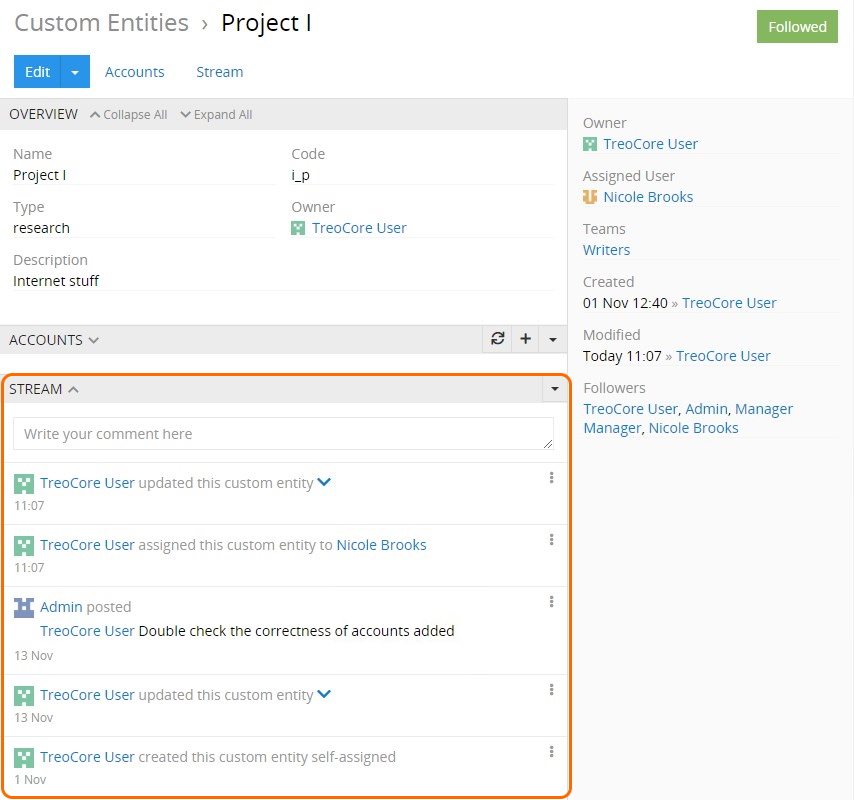 Custom Entities › Project I
Followed
Edit Accounts Stream
OVERVIEW Collapse All Expand All
Name
Project I
Code
i_p
Type
research
Owner
TreoCore User
Description
Internet stuff
ACCOUNTS
STREAM
Write your comment here
TreoCore User updated this custom entity
11:07
TreoCore User assigned this custom entity to Nicole Brooks
11:07
Admin posted
TreoCore User Double check the correctness of accounts added
13 Nov
TreoCore User updated this custom entity
13 Nov
TreoCore User created this custom entity self-assigned
1 Nov
Owner
TreoCore User
Assigned User
Nicole Brooks
Teams
Writers
Created
01 Nov 12:40 » TreoCore User
Modified
Today 11:07 » TreoCore User
Followers
TreoCore User, Admin, Manager
Manager, Nicole Brooks